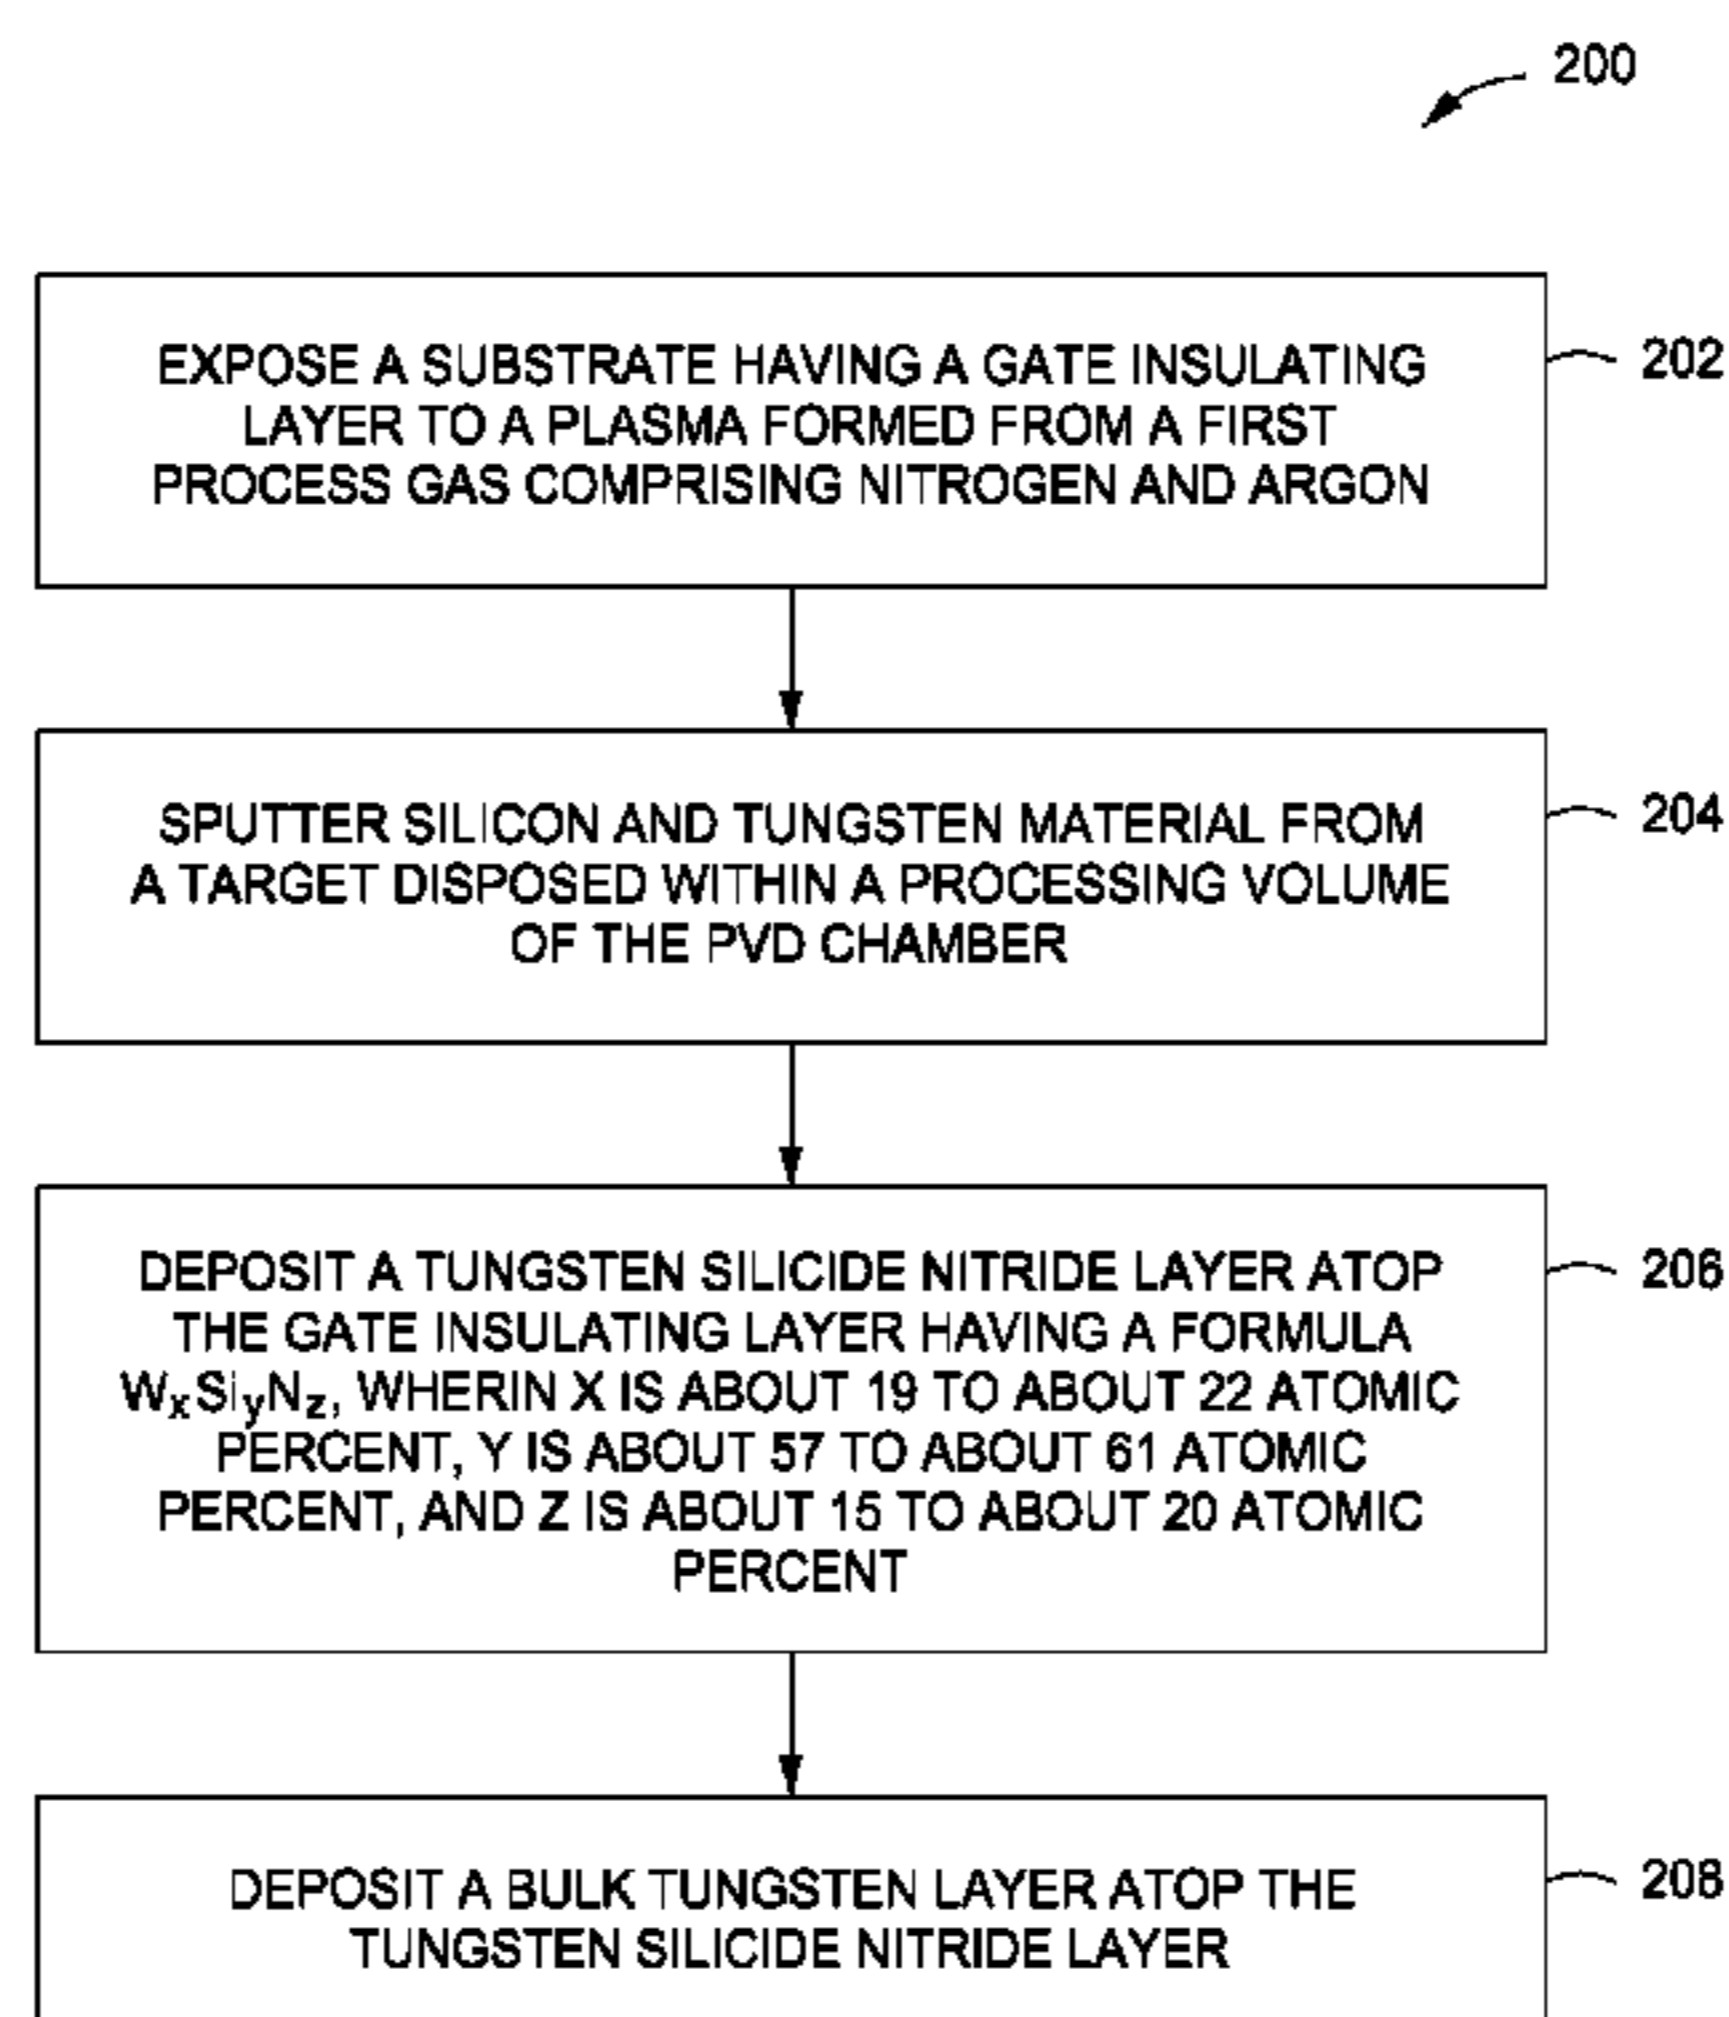 200
EXPOSE A SUBSTRATE HAVING A GATE INSULATING
LAYER TO A PLASMA FORMED FROM A FIRST
PROCESS GAS COMPRISING NITROGEN AND ARGON
202
SPUTTER SILICON AND TUNGSTEN MATERIAL FROM
A TARGET DISPOSED WITHIN A PROCESSING VOLUME
OF THE PVD CHAMBER
204
DEPOSIT A TUNGSTEN SILICIDE NITRIDE LAYER ATOP
THE GATE INSULATING LAYER HAVING A FORMULA
WₓSiᵧN_z, WHERIN X IS ABOUT 19 TO ABOUT 22 ATOMIC
PERCENT, Y IS ABOUT 57 TO ABOUT 61 ATOMIC
PERCENT, AND Z IS ABOUT 15 TO ABOUT 20 ATOMIC
PERCENT
206
DEPOSIT A BULK TUNGSTEN LAYER ATOP THE
TUNGSTEN SILICIDE NITRIDE LAYER
208